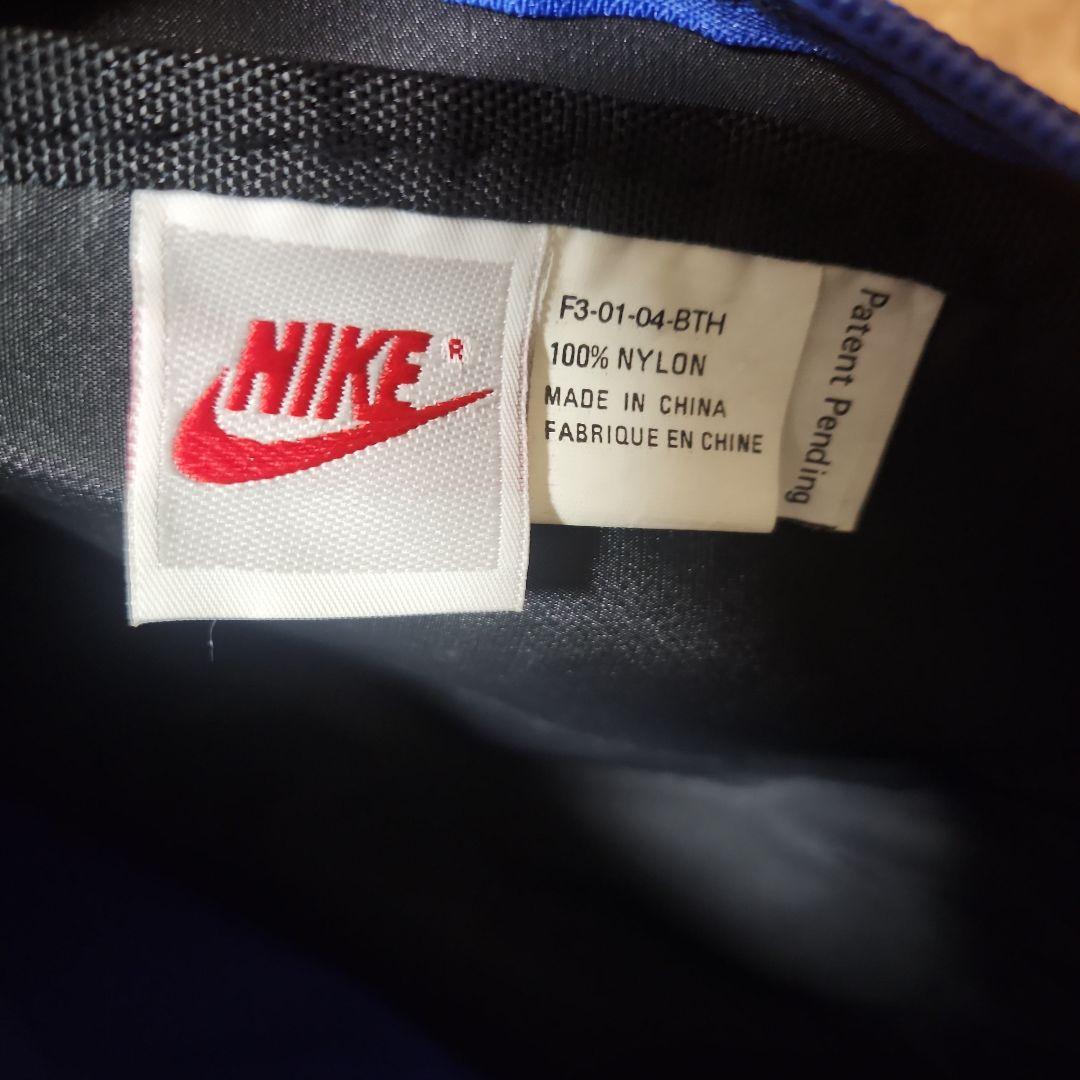 NIKE ®
F3-01-04-BTH
100% NYLON
MADE IN CHINA
FABRIQUE EN CHINE
Patent Pending